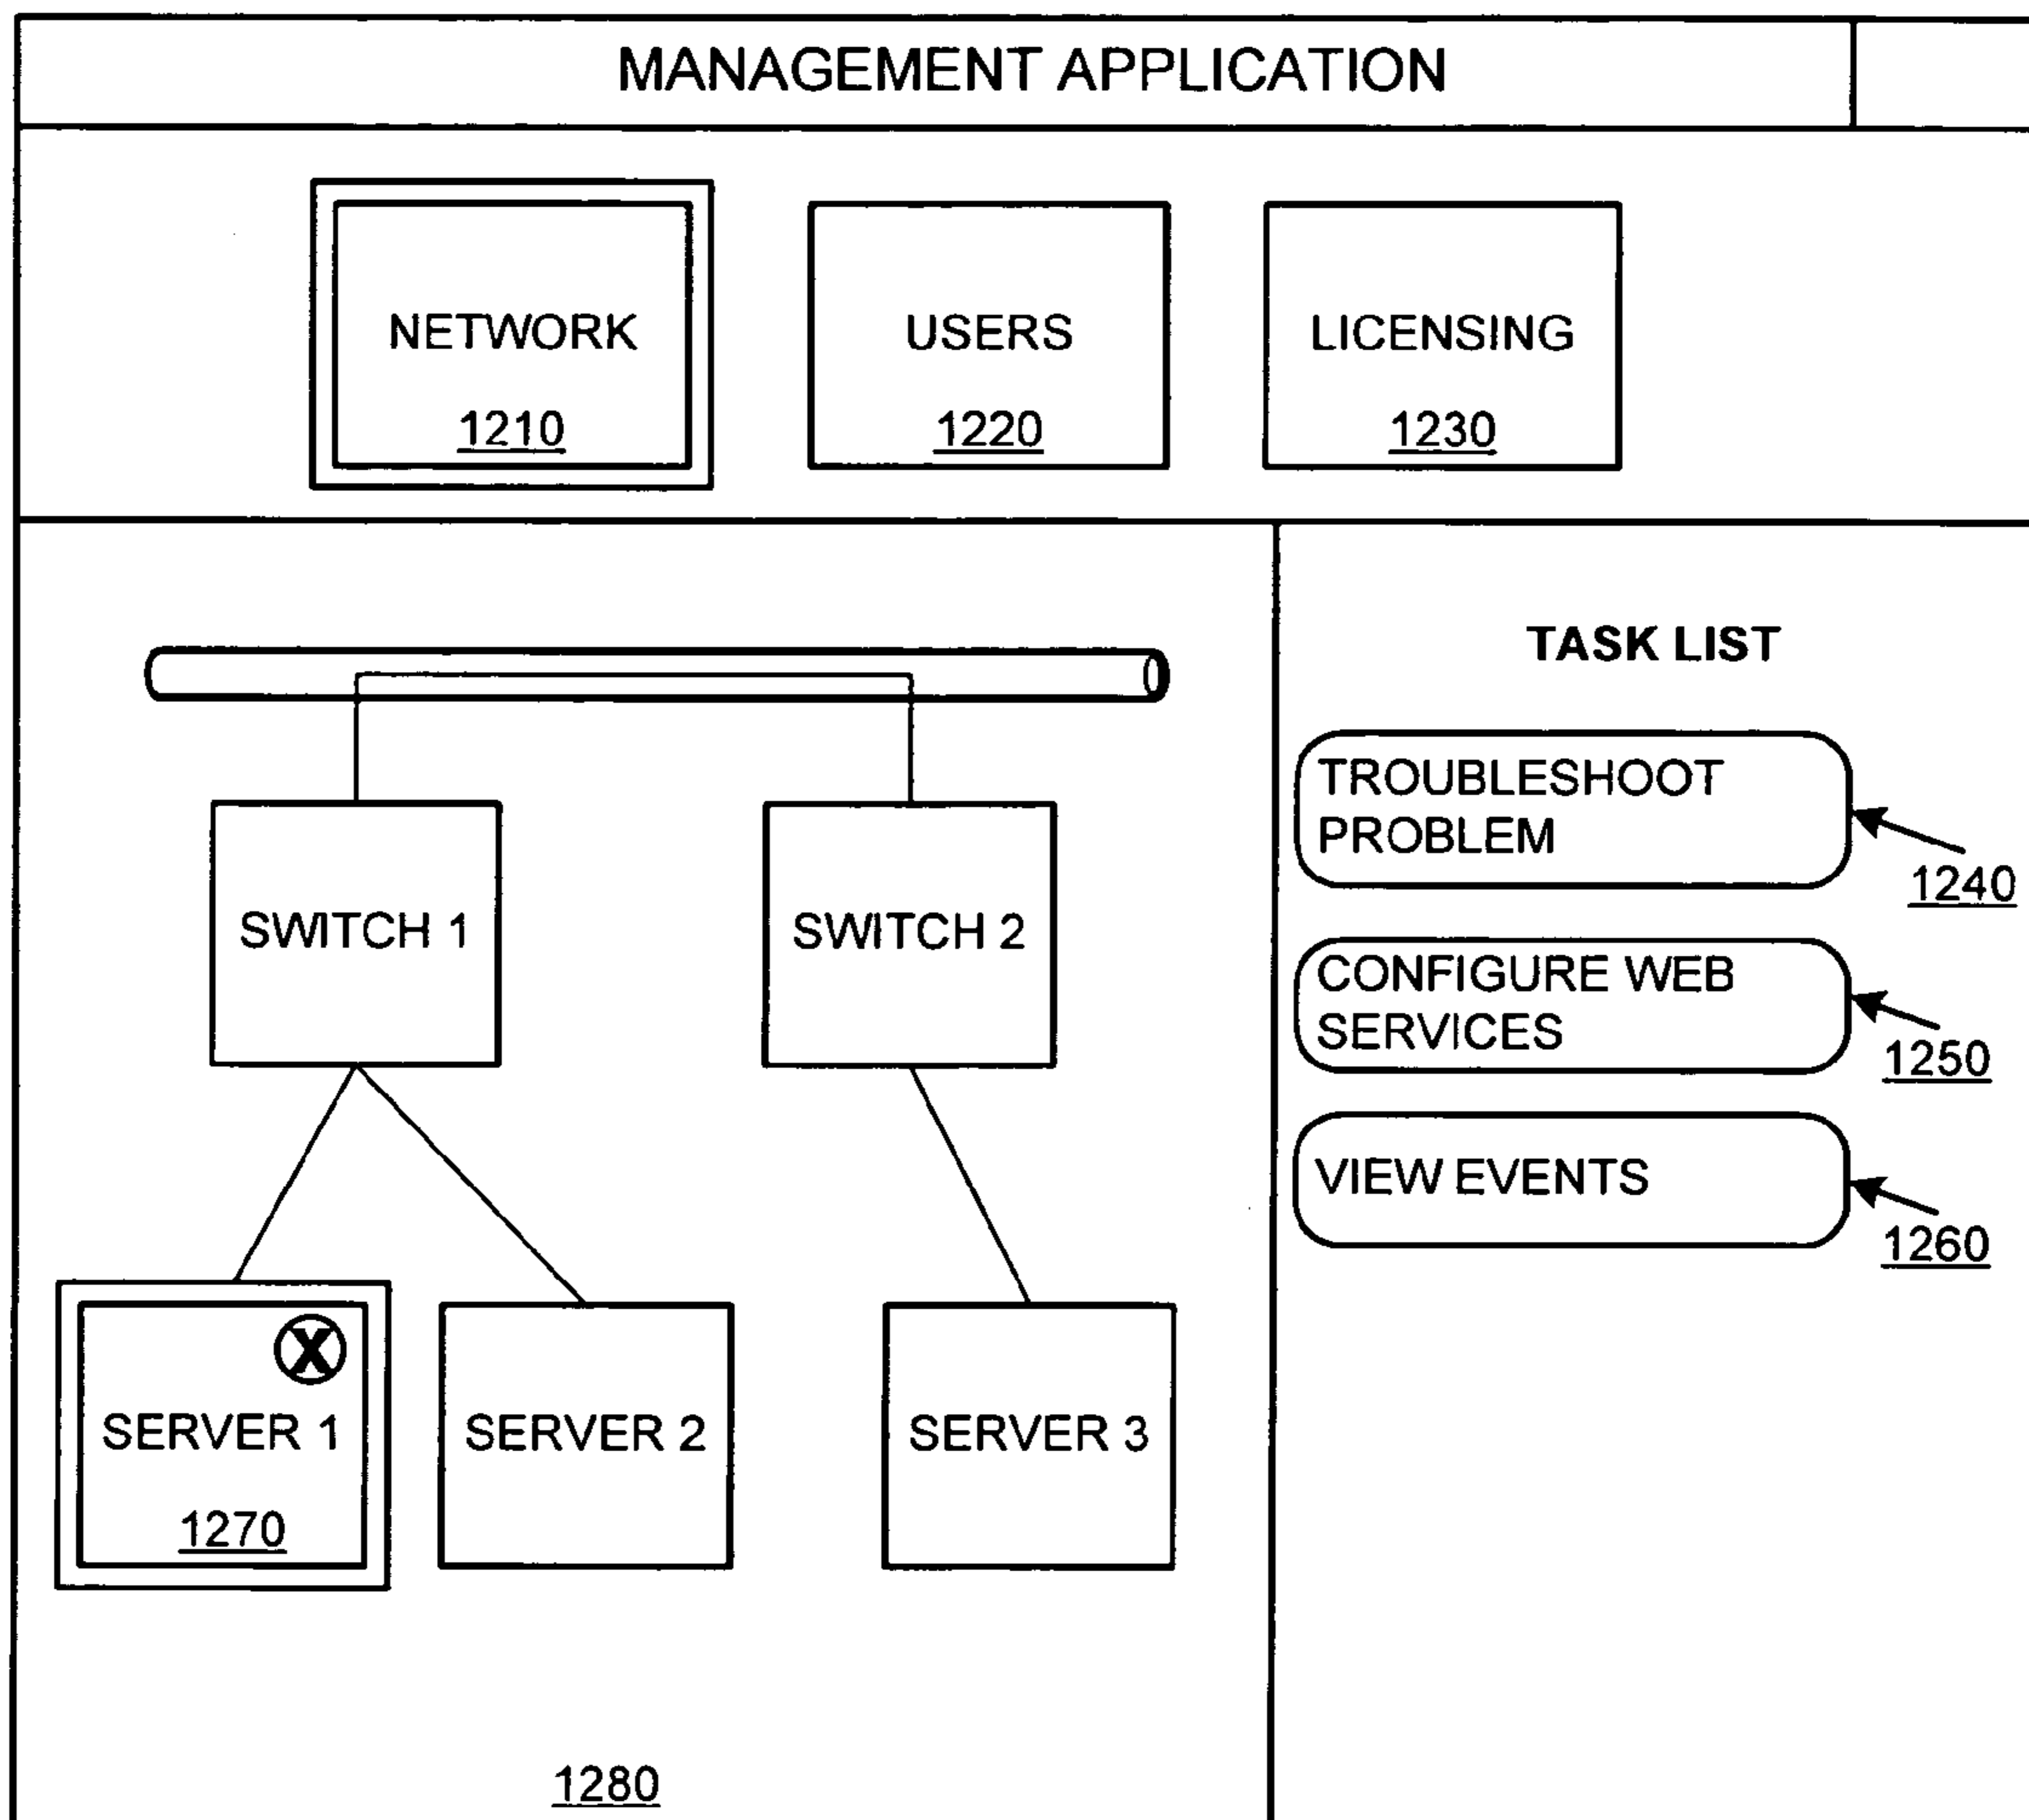 MANAGEMENT APPLICATION
NETWORK
1210
USERS
1220
LICENSING
1230
SWITCH 1
SWITCH 2
SERVER 1
1270
SERVER 2
SERVER 3
1280
TASK LIST
TROUBLESHOOT
PROBLEM
1240
CONFIGURE WEB
SERVICES
1250
VIEW EVENTS
1260
X